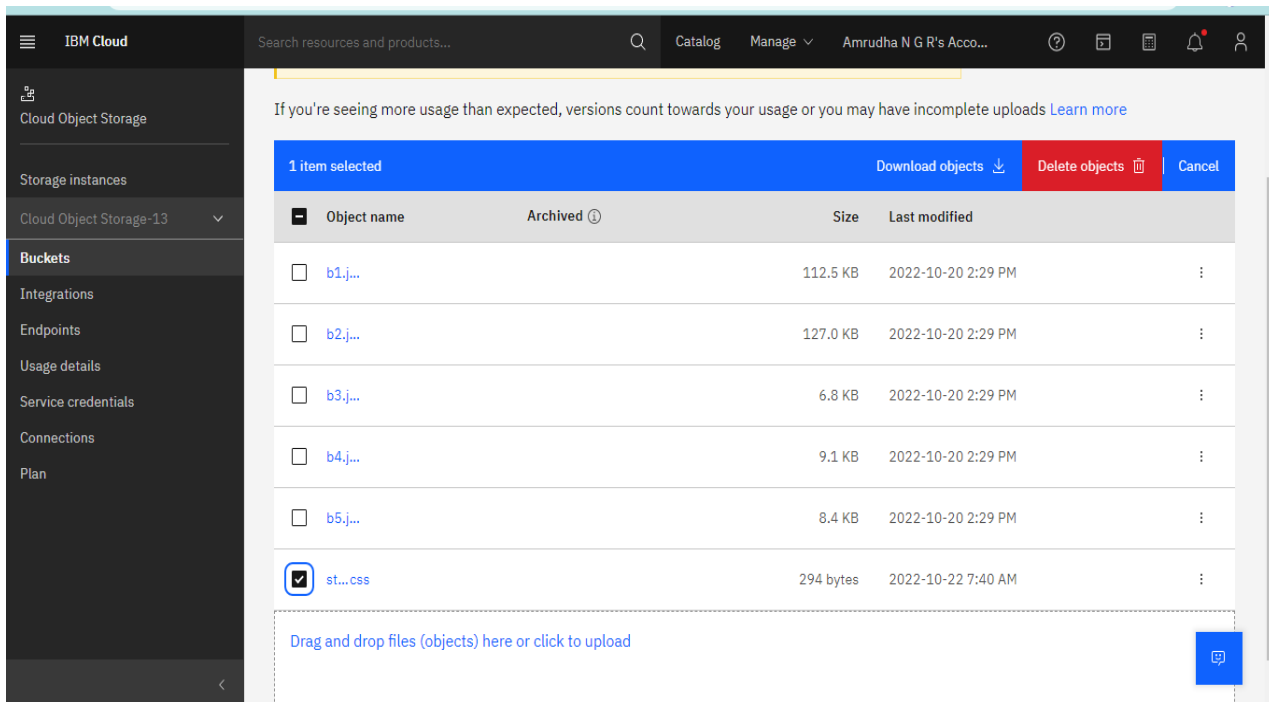 IBM Cloud Search resources and products... Catalog Manage Amrudha N G R's Acco...
Cloud Object Storage
Storage instances
Cloud Object Storage-13
Buckets
Integrations
Endpoints
Usage details
Service credentials
Connections
Plan
If you're seeing more usage than expected, versions count towards your usage or you may have incomplete uploads Learn more
1 item selected Download objects Delete objects Cancel
Object name Archived Size Last modified
b1.j... 112.5 KB 2022-10-20 2:29 PM
b2.j... 127.0 KB 2022-10-20 2:29 PM
b3.j... 6.8 KB 2022-10-20 2:29 PM
b4.j... 9.1 KB 2022-10-20 2:29 PM
b5.j... 8.4 KB 2022-10-20 2:29 PM
st...css 294 bytes 2022-10-22 7:40 AM
Drag and drop files (objects) here or click to upload